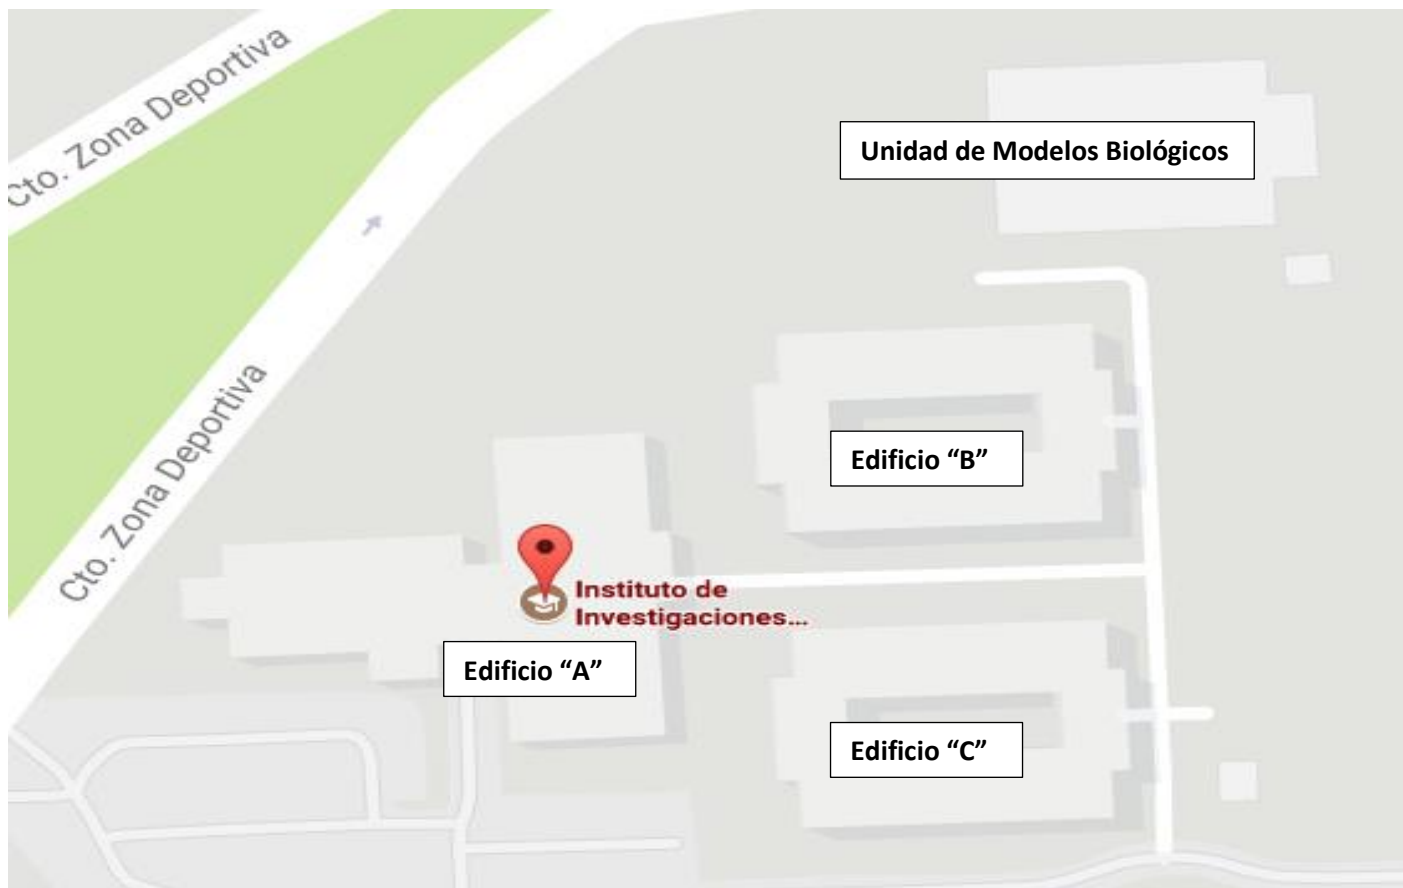 Cto. Zona Deportiva
Unidad de Modelos Biológicos
Cto. Zona Deportiva
Edificio “B”
Instituto de
Investigaciones...
Edificio “A”
Edificio “C”